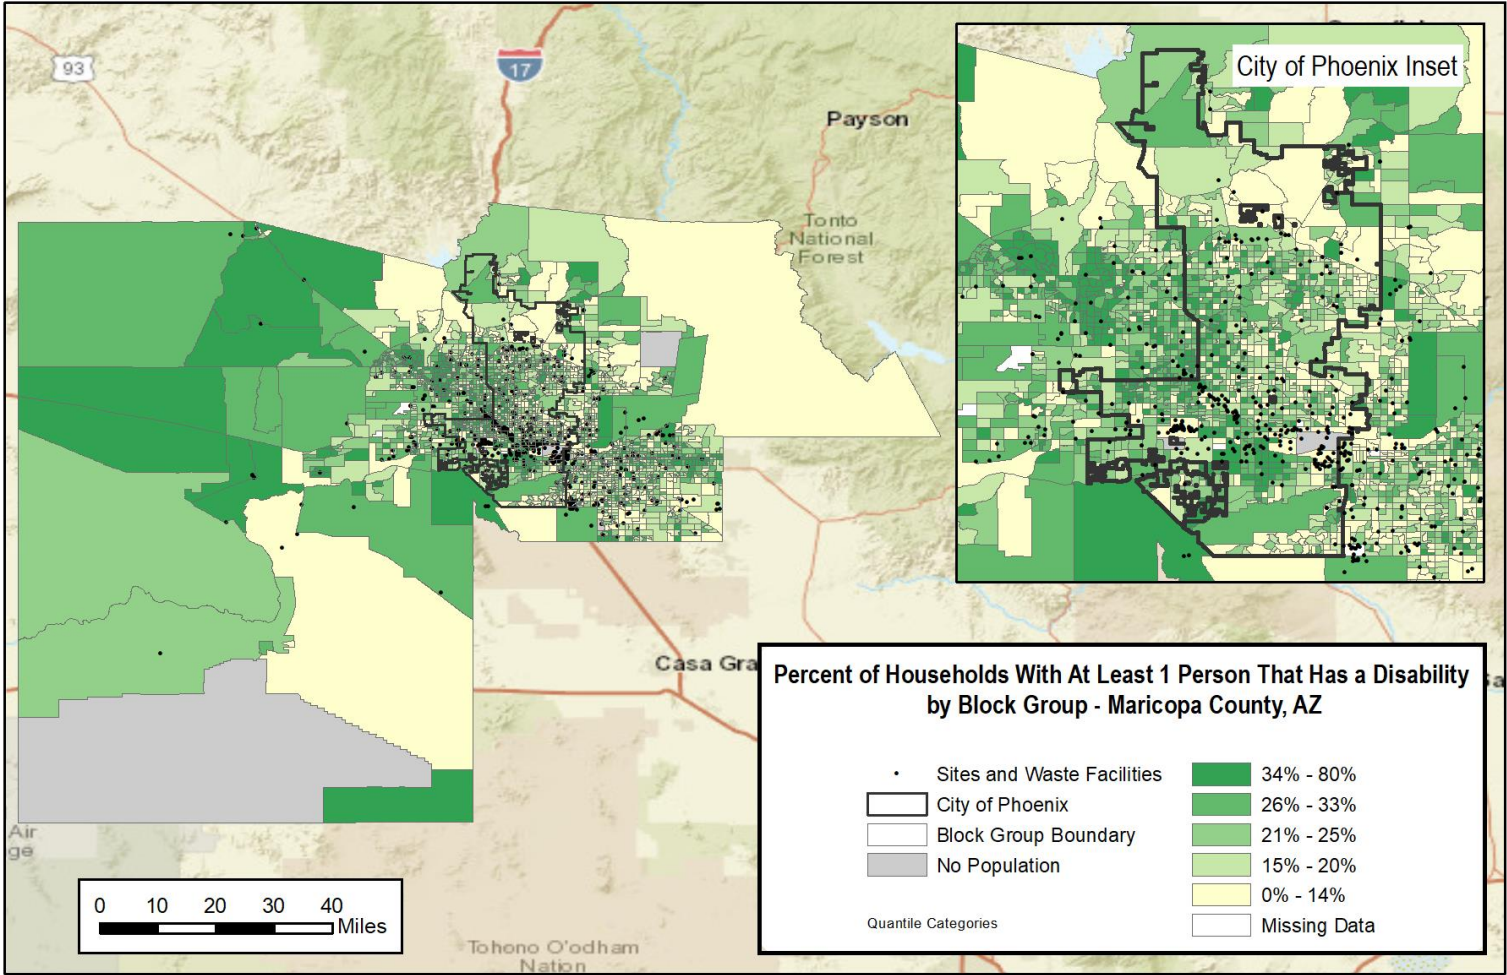 93
17
Payson
Tonto
National
Forest
City of Phoenix Inset
Casa Gra
Percent of Households With At Least 1 Person That Has a Disability
by Block Group - Maricopa County, AZ
Sites and Waste Facilities
City of Phoenix
Block Group Boundary
No Population
Quantile Categories
34% - 80%
26% - 33%
21% - 25%
15% - 20%
0% - 14%
Missing Data
Air
ge
0 10 20 30 40
Miles
Tohono O'odham
Nation